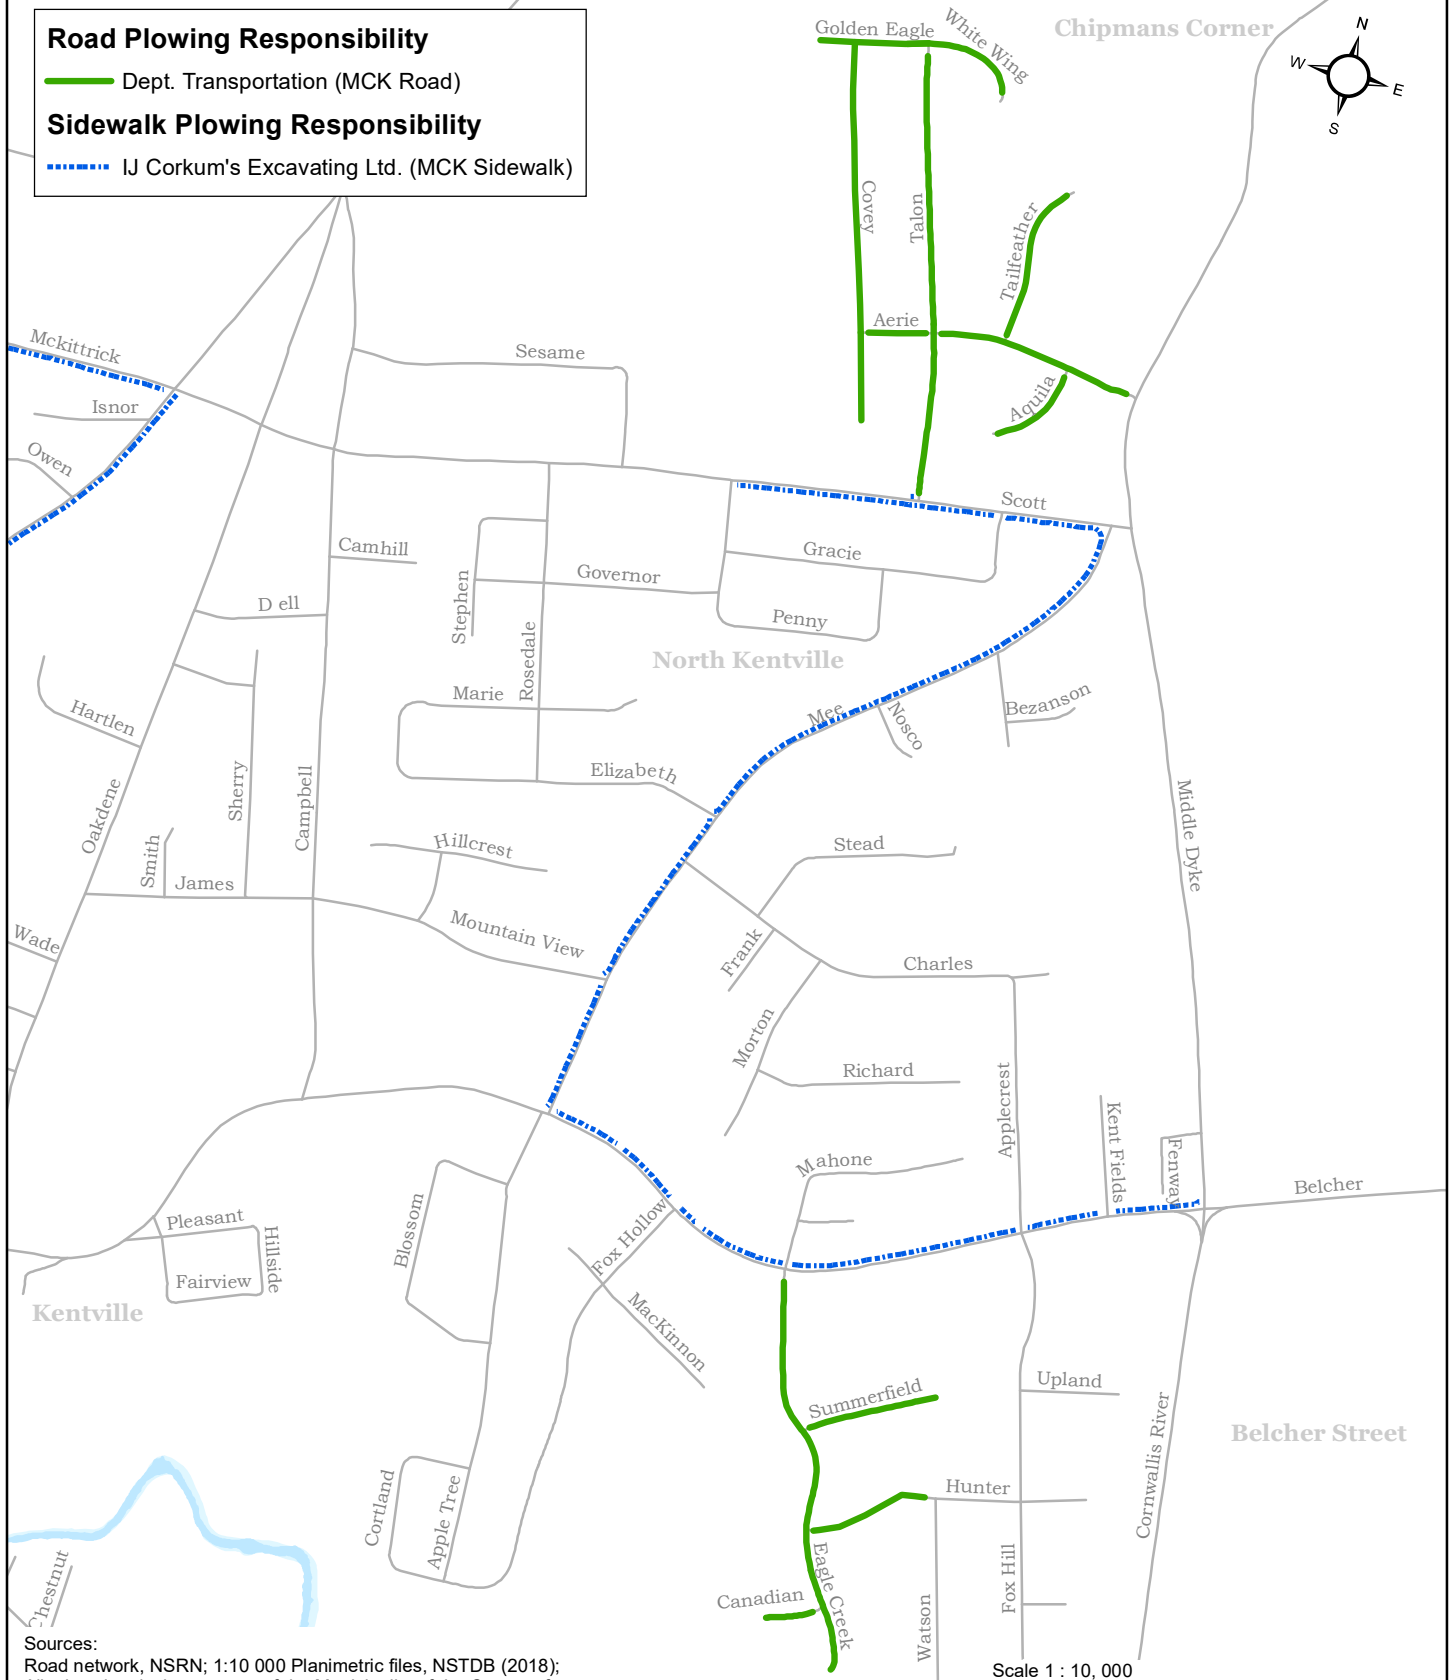 Road Plowing Responsibility
Dept. Transportation (MCK Road)
Sidewalk Plowing Responsibility
IJ Corkum's Excavating Ltd. (MCK Sidewalk)
Golden Eagle
White Wing
Chipmans Corner
N
W
E
S
Covey
Talon
Tailfeather
Aerie
Aquila
Mckittrick
Sesame
Isnor
Owen
Scott
Camhill
Gracie
Stephen
Governor
D ell
Penny
Rosedale
North Kentville
Marie
Hartlen
Mee
Nosco
Bezanson
Elizabeth
Oakdene
Sherry
Campbell
Middle Dyke
Smith
Hillcrest
Stead
James
Mountain View
Wade
Frank
Charles
Morton
Richard
Applecrest
Kent Fields
Fenway
Mahone
Belcher
Pleasant
Hillside
Blossom
Fox Hollow
Fairview
Kentville
MacKinnon
Upland
Summerfield
Cornwallis River
Belcher Street
Cortland
Apple Tree
Hunter
Eagle Creek
Chestnut
Canadian
Watson
Fox Hill
Sources:
Road network, NSRN; 1:10 000 Planimetric files, NSTDB (2018);
Scale 1 : 10, 000